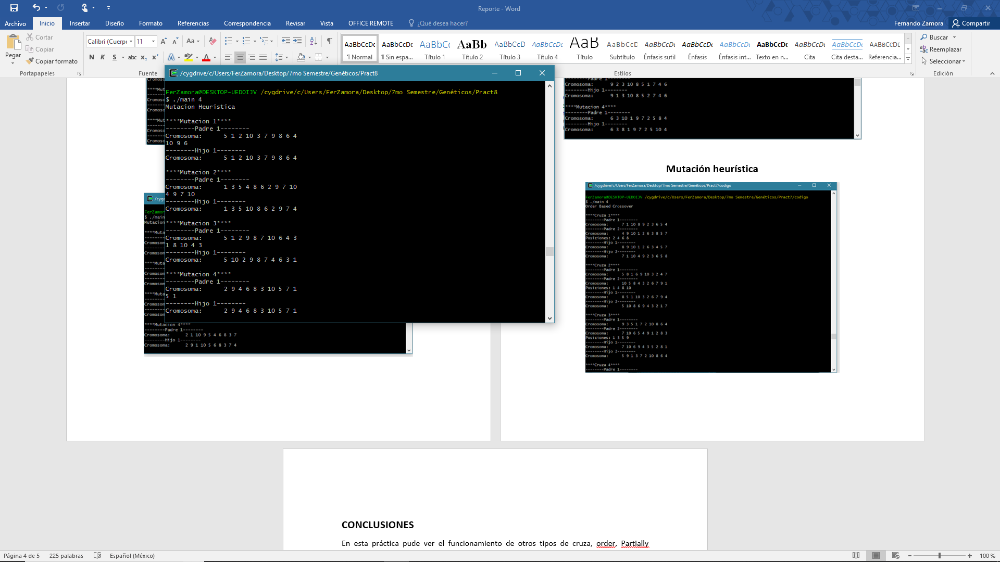 Reporte - Word
Archivo
Inicio
Insertar
Diseño
Formato
Referencias
Correspondencia
Revisar
Vista
OFFICE REMOTE
¿Qué desea hacer?
Fernando Zamora
Compartir
Pegar
Cortar
Copiar
Copiar formato
Portapapeles
Calibri (Cuerpo
11
Aa
N K S abc x₂ x²
Fuente
AaBbCcDc
¶ Normal
AaBbCcDc
¶ Sin espa...
AaBbCc
Título 1
AaBb
Título 2
AaBbCcD
Título 3
AaBbCcDc
Título 4
AaB
Título
AaBbCcD
Subtítulo
AaBbCcDc
Énfasis sutil
AaBbCcDc
Énfasis
AaBbCcDc
Énfasis int...
AaBbCcDc
Texto en n...
AaBbCcDc
Cita
AaBbCcDc
Cita desta...
AABBCCDE
Referencia...
Estilos
Buscar
Reemplazar
Seleccionar
Edición
/cygdrive/c/Users/FerZamora/Desktop/7mo Semestre/Genéticos/Pract8
FerZamora@DESKTOP-UEDOIJV /cygdrive/c/Users/FerZamora/Desktop/7mo Semestre/Genéticos/Pract8
$ ./main 4
Mutacion Heuristica
****Mutacion 1****
--------Padre 1--------
Cromosoma: 5 1 2 10 3 7 9 8 6 4
10 9 6
--------Hijo 1--------
Cromosoma: 5 1 2 10 3 7 9 8 6 4
****Mutacion 2****
--------Padre 1--------
Cromosoma: 1 3 5 4 8 6 2 9 7 10
4 9 7 10
--------Hijo 1--------
Cromosoma: 1 3 5 10 8 6 2 9 7 4
****Mutacion 3****
--------Padre 1--------
Cromosoma: 5 1 2 9 8 7 10 6 4 3
1 8 10 4 3
--------Hijo 1--------
Cromosoma: 5 10 2 9 8 7 4 6 3 1
****Mutacion 4****
--------Padre 1--------
Cromosoma: 2 9 4 6 8 3 10 5 7 1
5 1
--------Hijo 1--------
Cromosoma: 2 9 4 6 8 3 10 5 7 1
****Mutacion 4****
--------Padre 1--------
Cromosoma: 2 1 10 9 5 4 6 8 3 7
--------Hijo 1--------
Cromosoma: 2 9 1 10 5 6 8 3 7 4
--------Padre 1--------
Cromosoma: 9 2 3 10 8 5 1 7 4 6
--------Hijo 1--------
Cromosoma: 9 1 3 10 8 5 2 7 4 6
****Mutacion 4****
--------Padre 1--------
Cromosoma: 6 3 10 1 9 7 2 5 8 4
--------Hijo 1--------
Cromosoma: 6 3 8 1 9 7 2 5 10 4
Mutación heurística
/cygdrive/c/Users/FerZamora/Desktop/7mo Semestre/Genéticos/Pract7/codigo
FerZamora@DESKTOP-UEDOIJV /cygdrive/c/Users/FerZamora/Desktop/7mo Semestre/Genéticos/Pract7/codigo
$ ./main 4
Order Based Crossover
****Cruza 1****
--------Padre 1--------
Cromosoma: 7 1 10 8 9 2 3 6 5 4
--------Padre 2--------
Cromosoma: 4 9 10 1 2 6 3 8 5 7
Posiciones: 2 4 6 8
--------Hijo 1--------
Cromosoma: 8 9 10 1 2 6 3 4 5 7
--------Hijo 2--------
Cromosoma: 7 1 10 4 9 2 3 6 5 8
****Cruza 2****
--------Padre 1--------
Cromosoma: 5 8 1 6 9 10 3 2 4 7
--------Padre 2--------
Cromosoma: 10 5 8 4 3 2 6 7 9 1
Posiciones: 1 4 8 10
--------Hijo 1--------
Cromosoma: 8 5 1 10 3 2 6 7 9 4
--------Hijo 2--------
Cromosoma: 5 10 8 6 9 4 3 2 1 7
****Cruza 3****
--------Padre 1--------
Cromosoma: 9 3 5 1 7 2 10 8 6 4
--------Padre 2--------
Cromosoma: 7 10 6 5 4 9 1 2 8 3
Posiciones: 1 3 5 9
--------Hijo 1--------
Cromosoma: 7 10 6 9 4 3 5 2 8 1
--------Hijo 2--------
Cromosoma: 5 9 1 3 7 2 10 8 6 4
****Cruza 4****
--------Padre 1--------
CONCLUSIONES
En esta práctica pude ver el funcionamiento de otros tipos de cruza, order, Partially
Página 4 de 5
225 palabras
Español (México)
100 %